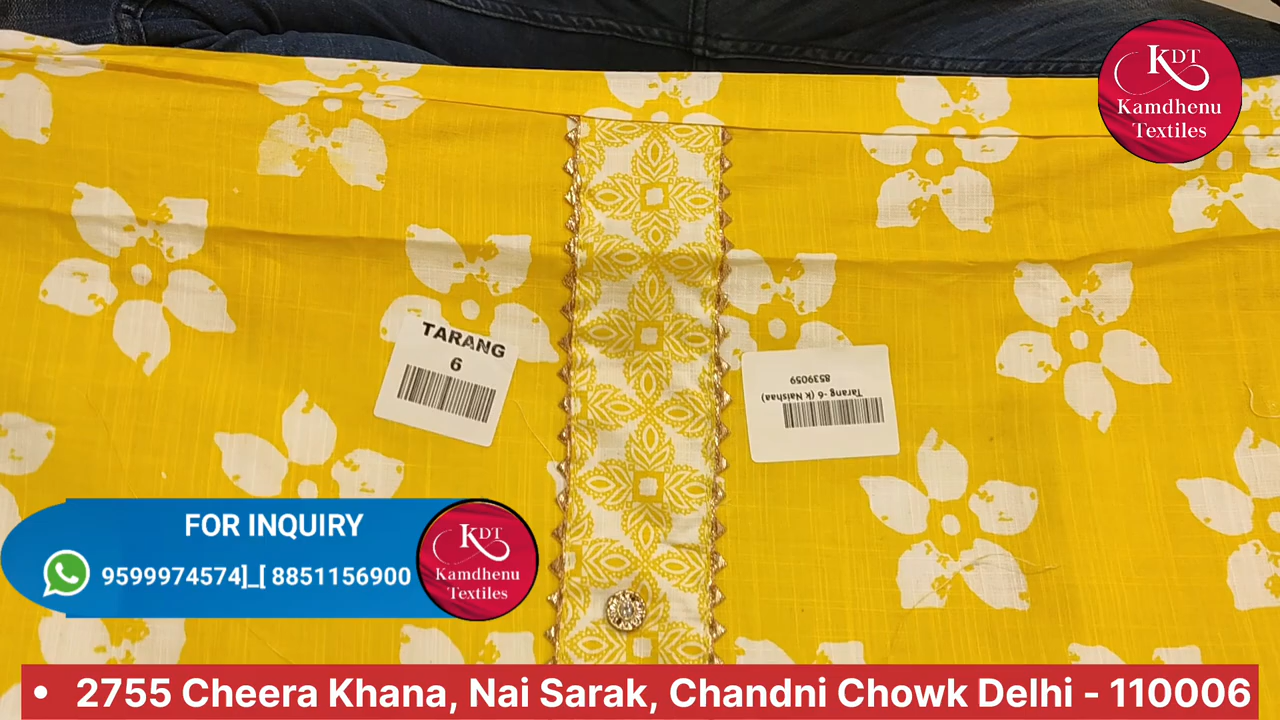 KDT
Kamdhenu
Textiles
TARANG
6
8539059
Tarang -6 (k Naishaa)
FOR INQUIRY
9599974574]_[ 8851156900
KDT
Kamdhenu
Textiles
• 2755 Cheera Khana, Nai Sarak, Chandni Chowk Delhi - 110006